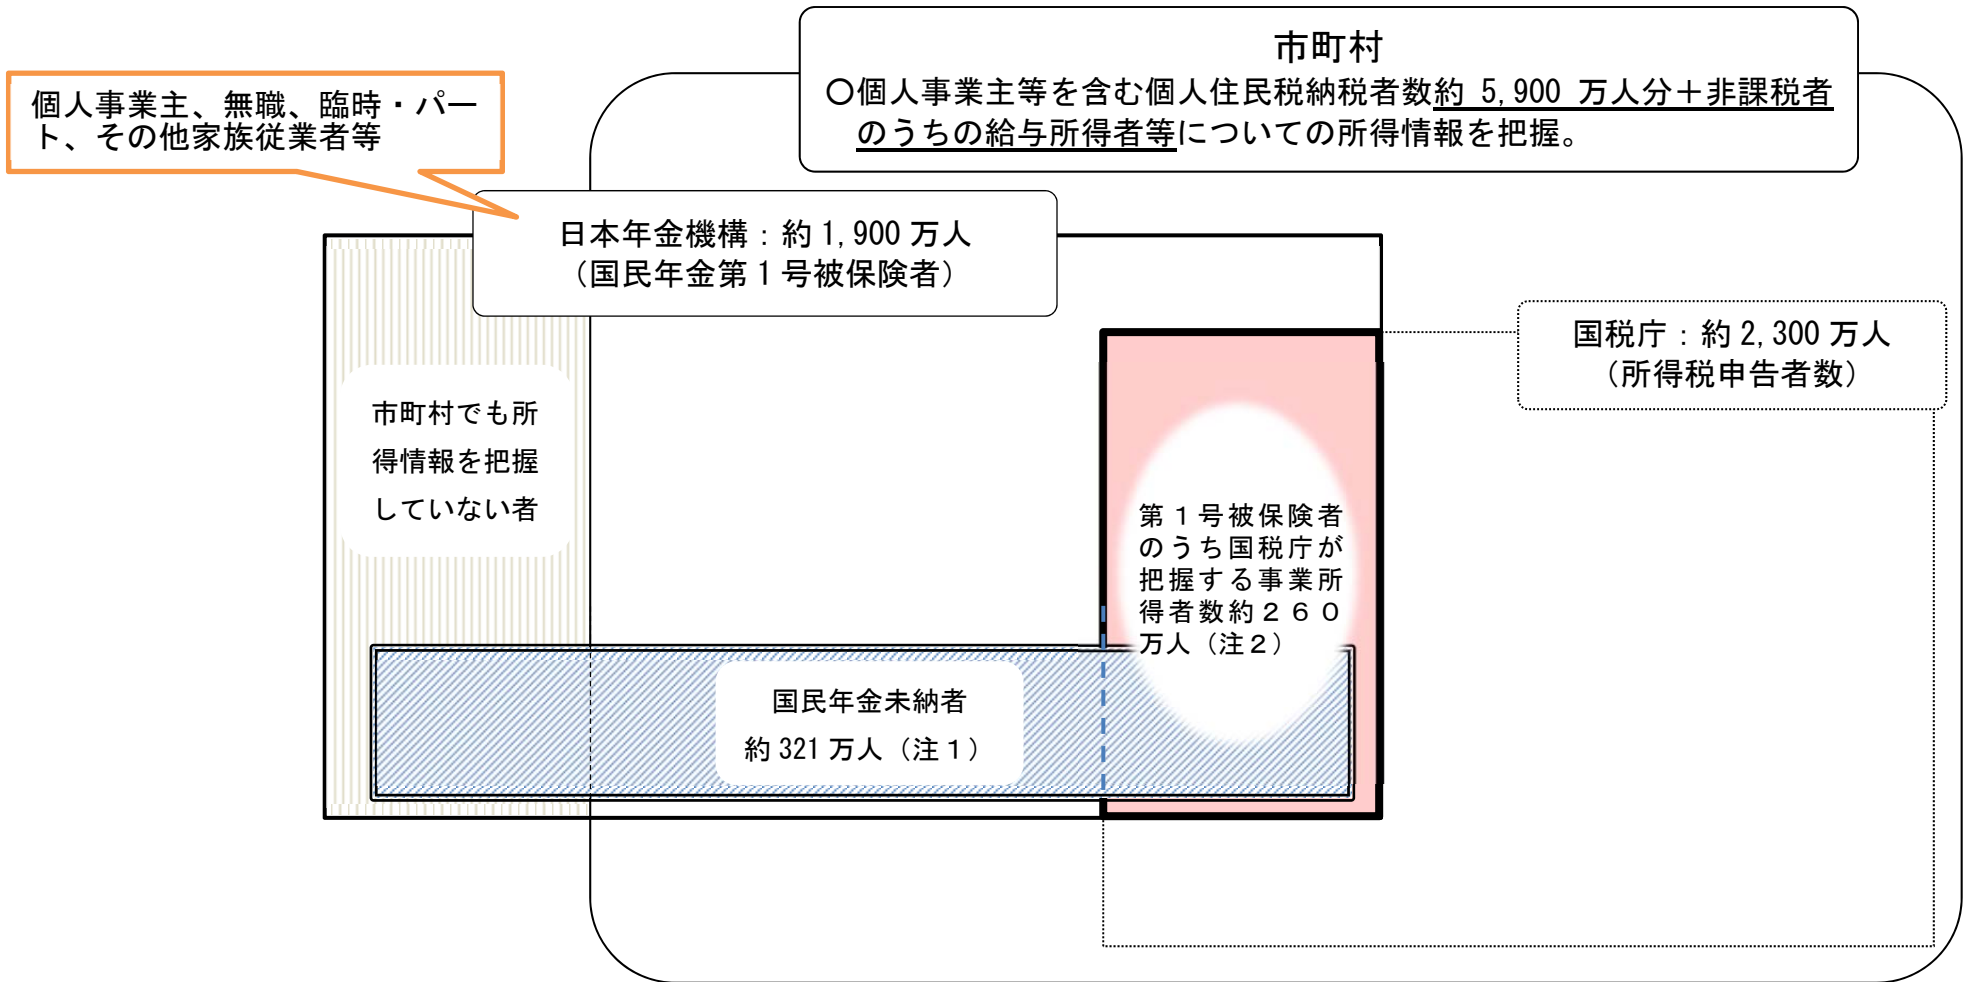 市町村
〇個人事業主等を含む個人住民税納税者数約 5,900 万人分＋非課税者
のうちの給与所得者等についての所得情報を把握。
個人事業主、無職、臨時・パー
ト、その他家族従業者等
日本年金機構：約 1,900 万人
（国民年金第１号被保険者）
国税庁：約 2,300 万人
（所得税申告者数）
市町村でも所
得情報を把握
していない者
第１号被保険者
のうち国税庁が
把握する事業所
得者数約２６０
万人（注２）
国民年金未納者
約 321 万人（注１）